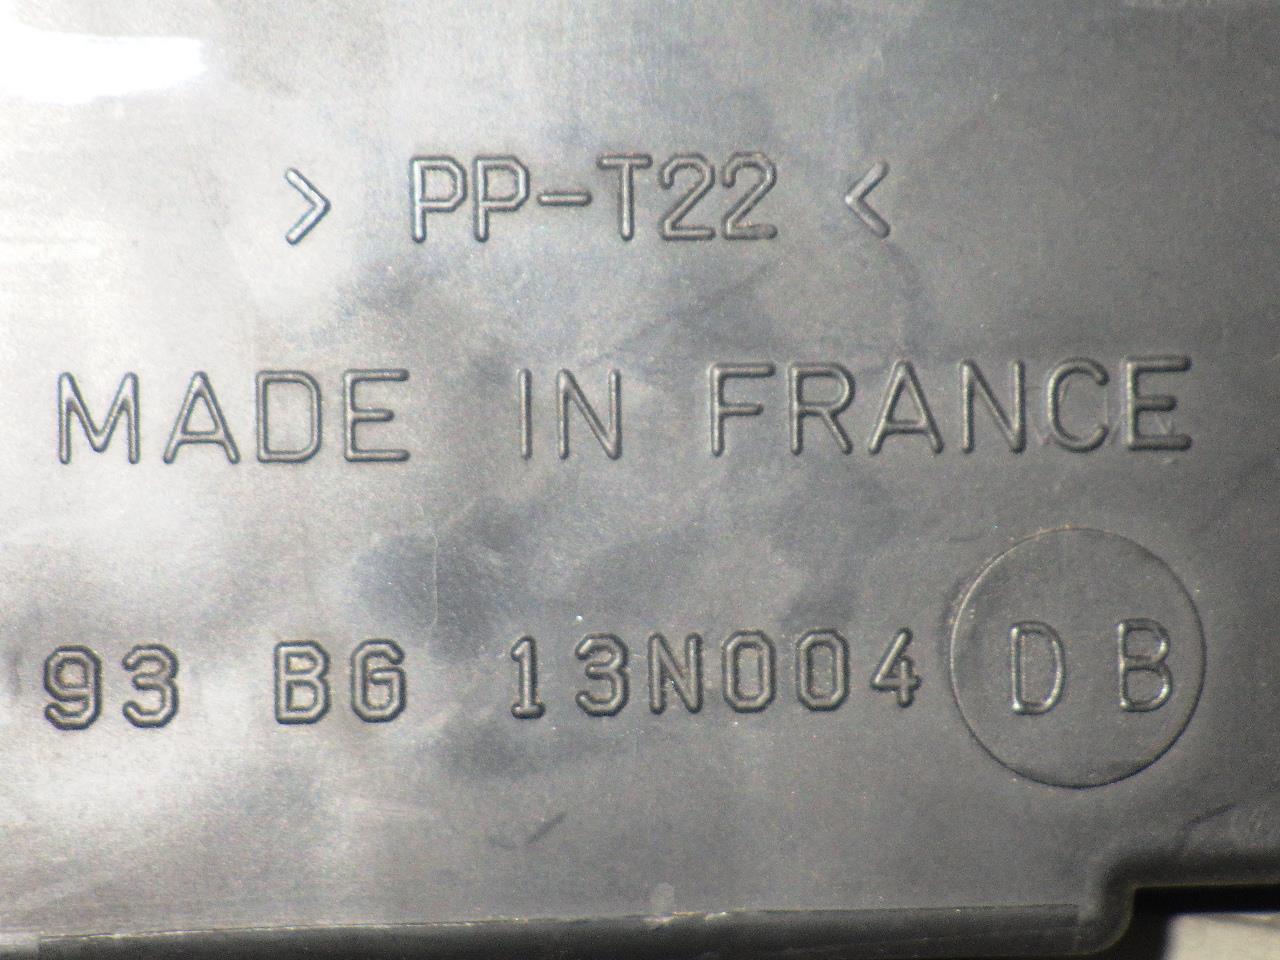 > PP-T22 <
MADE IN FRANCE
93 BG 13N004 DB